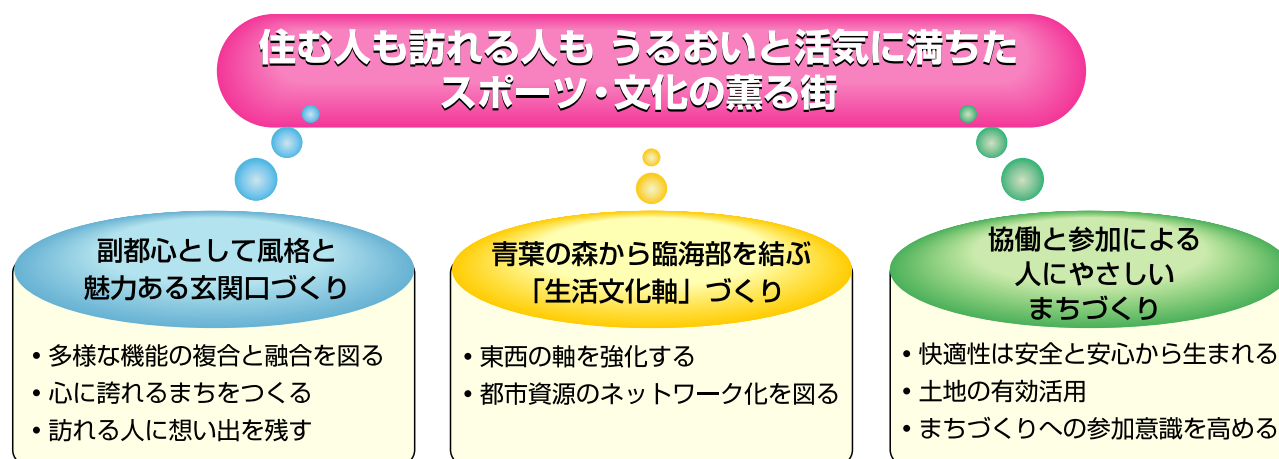 住む人も訪れる人も うるおいと活気に満ちた
スポーツ・文化の薫る街
副都心として風格と
魅力ある玄関口づくり
• 多様な機能の複合と融合を図る
• 心に誇れるまちをつくる
• 訪れる人に想い出を残す
青葉の森から臨海部を結ぶ
「生活文化軸」づくり
• 東西の軸を強化する
• 都市資源のネットワーク化を図る
協働と参加による
人にやさしい
まちづくり
• 快適性は安全と安心から生まれる
• 土地の有効活用
• まちづくりへの参加意識を高める